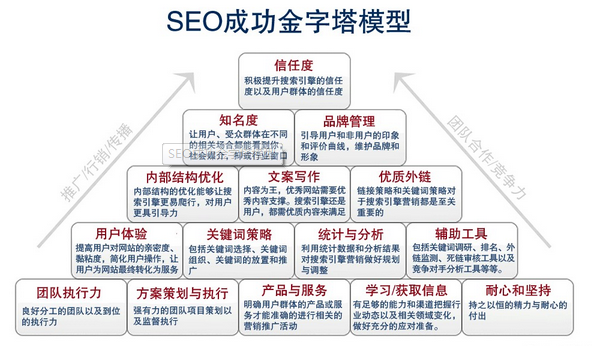 SEO成功金字塔模型
信任度
积极提升搜索引擎的信任
度以及用户群体的信任度
知名度
让用户、受众群体在不同
的相关场合都能看到你，
社会媒介，抑或行业窗口
品牌管理
引导用户和非用户的印象
和评价曲线，维护品牌和
形象
内部结构优化
内部结构的优化能够让搜
索引擎更易爬行，对用户
更具引导力
文案写作
内容为王，优秀网站需要优
秀内容支撑。搜索引擎还是
用户，都需优质内容来满足
优质外链
链接策略和关键词策略对
于搜索引擎营销都是至关
重要的
用户体验
提高用户对网站的亲密度、
黏粘度，简化用户操作，让
用户为网站最终转化为服务
关键词策略
包括关键词选择、关键词
组织、关键词的放置和推
广
统计与分析
利用统计数据和分析结果
对搜索引擎营销做好规划
与调整
辅助工具
包括关键词调研、排名、外
链监测、死链审核工具以及
竞争对手分析工具等等。
团队执行力
良好分工的团队以及到位
的执行力
方案策划与执行
强有力的团队项目策划以
及监督执行
产品与服务
明确用户群体的产品或服
务才能准确的进行相关的
营销推广活动
学习/获取信息
有足够的能力和渠道把握行
业动态以及相关领域变化，
做好充分的应对准备。
耐心和坚持
持之以恒的精力与耐心的
付出
推广/行销/传播
团队合作/竞争力